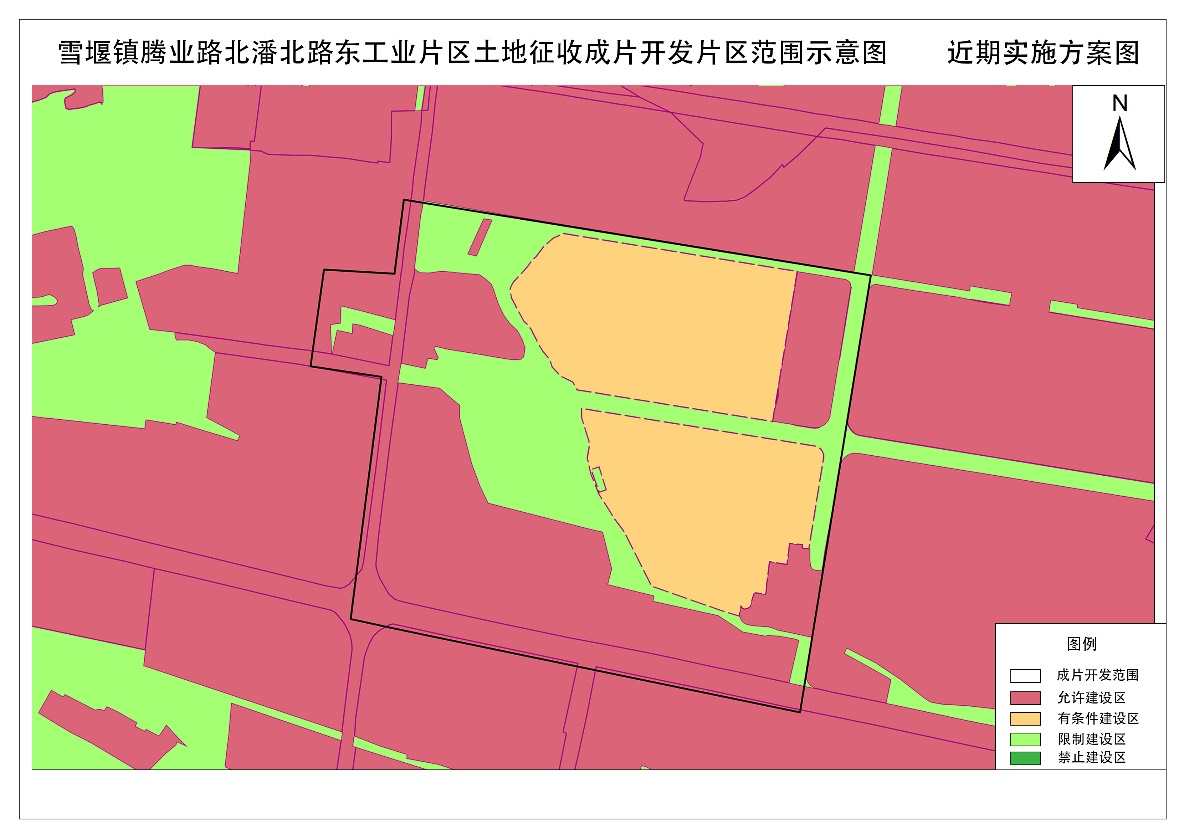 雪堰镇腾业路北潘北路东工业片区土地征收成片开发片区范围示意图 近期实施方案图
N
图例
成片开发范围
允许建设区
有条件建设区
限制建设区
禁止建设区